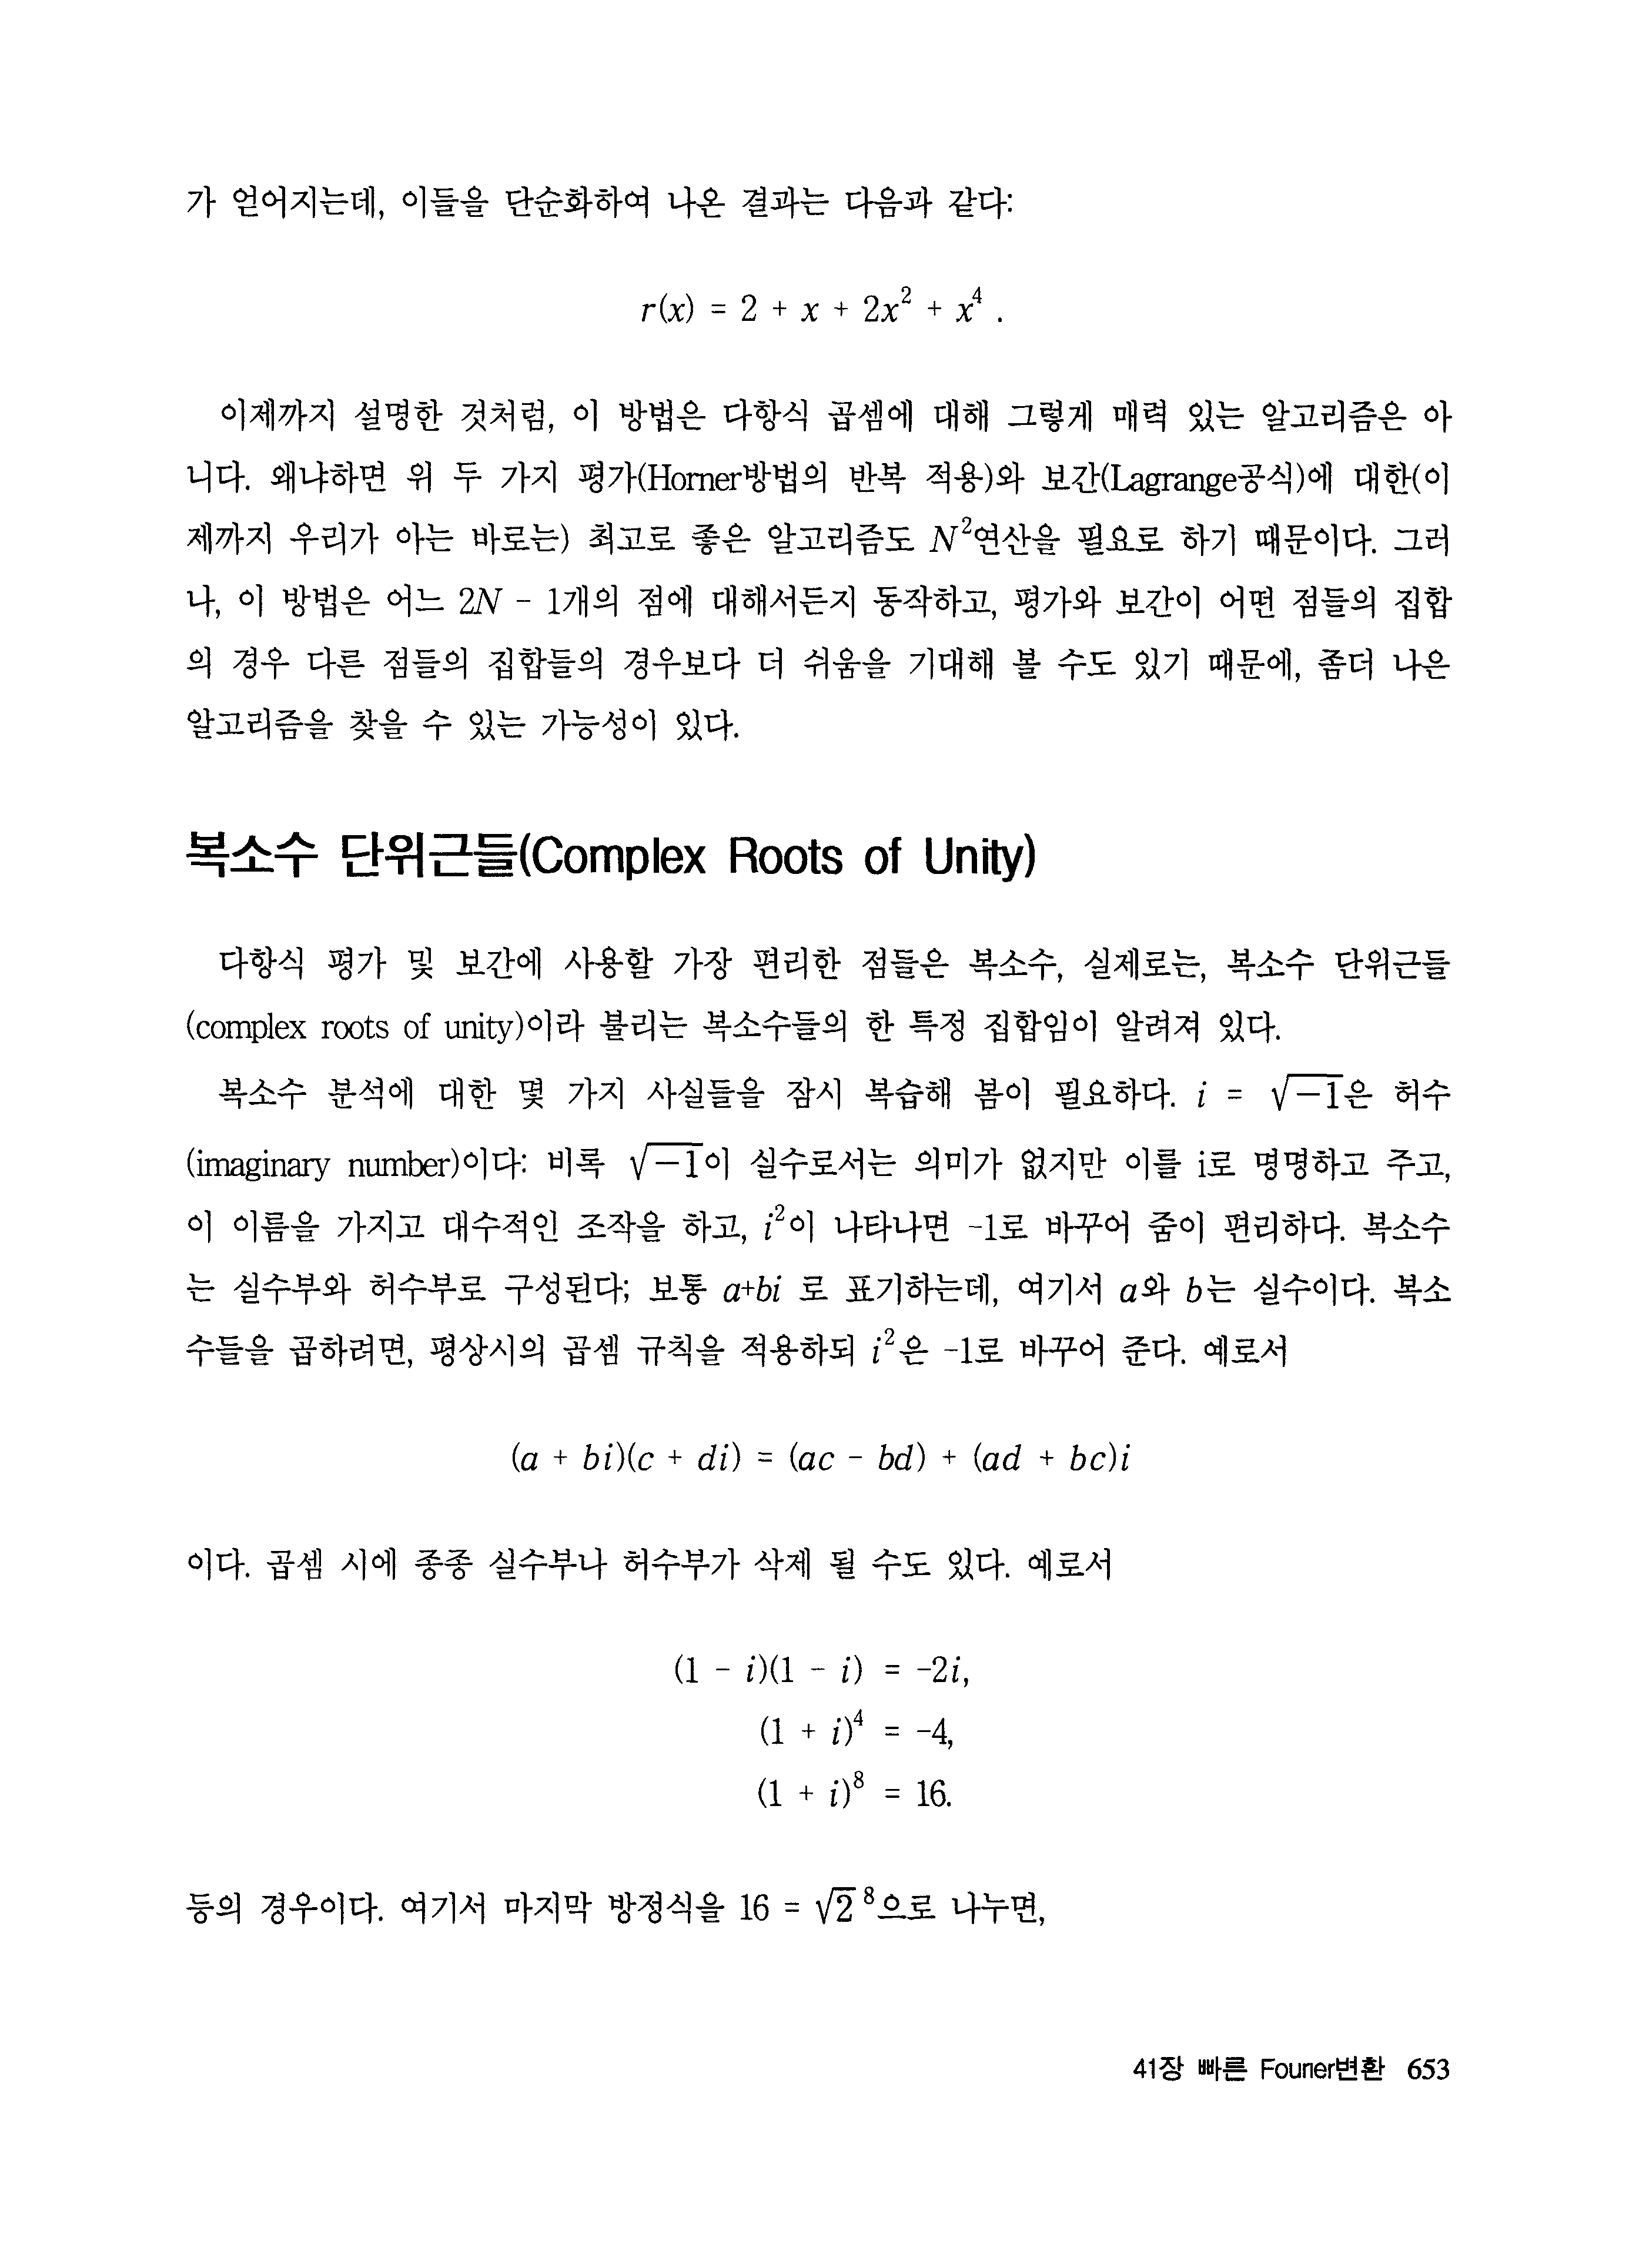 가 얻어지는데, 이들을 단순화하여 나온 결과는 다음과 같다:
r(x) = 2 + x + 2x² + x⁴ .
이제까지 설명한 것처럼, 이 방법은 다항식 곱셈에 대해 그렇게 매력 있는 알고리즘은 아
니다. 왜냐하면 위 두 가지 평가(Horner방법의 반복 적용)와 보간(Lagrange공식)에 대한(이
제까지 우리가 아는 바로는) 최고로 좋은 알고리즘도 N²연산을 필요로 하기 때문이다. 그러
나, 이 방법은 어느 2N - 1개의 점에 대해서든지 동작하고, 평가와 보간이 어떤 점들의 집합
의 경우 다른 점들의 집합들의 경우보다 더 쉬움을 기대해 볼 수도 있기 때문에, 좀더 나은
알고리즘을 찾을 수 있는 가능성이 있다.
복소수 단위근들(Complex Roots of Unity)
다항식 평가 및 보간에 사용할 가장 편리한 점들은 복소수, 실제로는, 복소수 단위근들
(complex roots of unity)이라 불리는 복소수들의 한 특정 집합임이 알려져 있다.
복소수 분석에 대한 몇 가지 사실들을 잠시 복습해 봄이 필요하다. i = √-1은 허수
(imaginary number)이다: 비록 √-1이 실수로서는 의미가 없지만 이를 i로 명명하고 주고,
이 이름을 가지고 대수적인 조작을 하고, i²이 나타나면 -1로 바꾸어 줌이 편리하다. 복소수
는 실수부와 허수부로 구성된다; 보통 a+bi 로 표기하는데, 여기서 a와 b는 실수이다. 복소
수들을 곱하려면, 평상시의 곱셈 규칙을 적용하되 i²은 -1로 바꾸어 준다. 예로서
(a + bi)(c + di) = (ac - bd) + (ad + bc)i
이다. 곱셈 시에 종종 실수부나 허수부가 삭제 될 수도 있다. 예로서
(1 - i)(1 - i) = -2i,
(1 + i)⁴ = -4,
(1 + i)⁸ = 16.
등의 경우이다. 여기서 마지막 방정식을 16 = √2⁸으로 나누면,
41장 빠른 Fourier변환 653